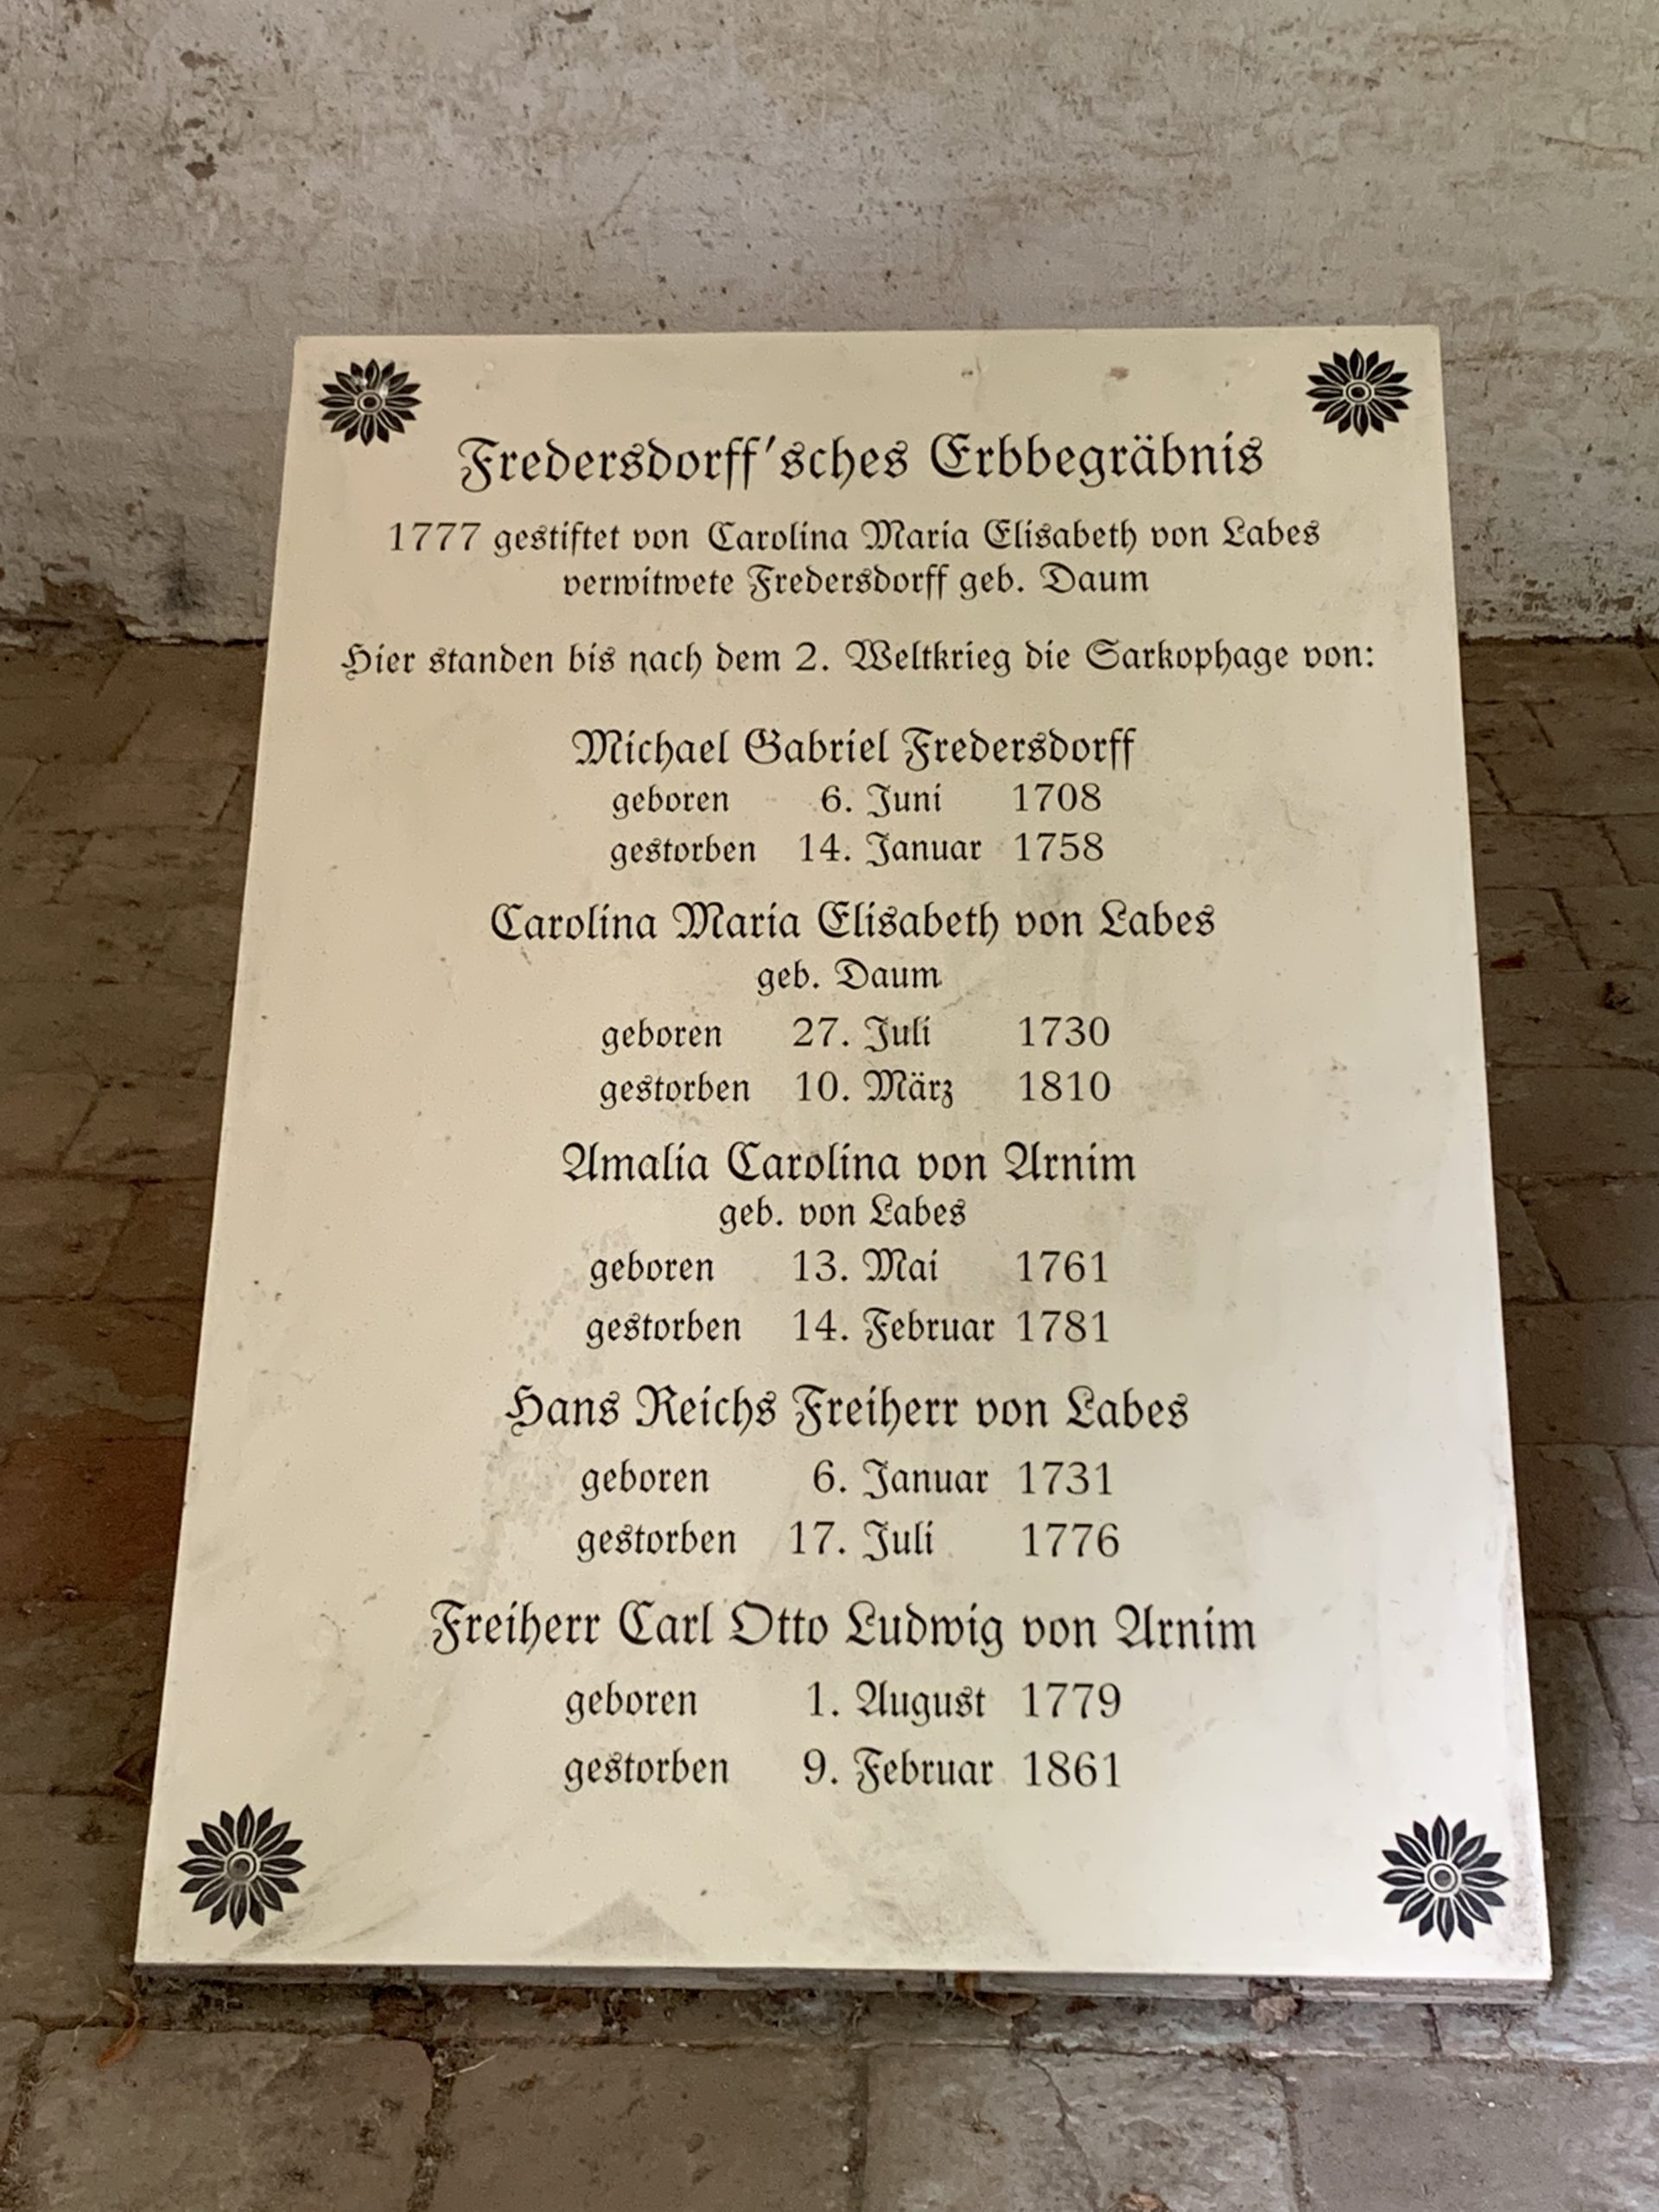 Fredersdorff'sches Erbbegräbnis
1777 gestiftet von Carolina Maria Elisabeth von Labes
verwitwete Fredersdorff geb. Daum
Hier standen bis nach dem 2. Weltkrieg die Sarkophage von:
Michael Gabriel Fredersdorff
geboren 6. Juni 1708
gestorben 14. Januar 1758
Carolina Maria Elisabeth von Labes
geb. Daum
geboren 27. Juli 1730
gestorben 10. März 1810
Amalia Carolina von Arnim
geb. von Labes
geboren 13. Mai 1761
gestorben 14. Februar 1781
Hans Reichs Freiherr von Labes
geboren 6. Januar 1731
gestorben 17. Juli 1776
Freiherr Carl Otto Ludwig von Arnim
geboren 1. August 1779
gestorben 9. Februar 1861